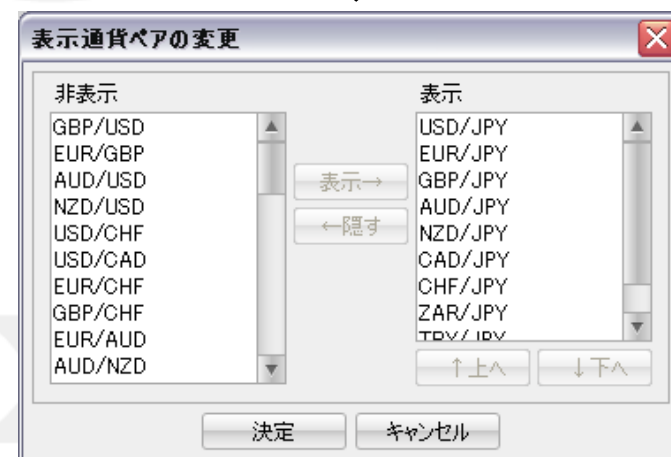 表示通貨ペアの変更
非表示
GBP/USD
EUR/GBP
AUD/USD
NZD/USD
USD/CHF
USD/CAD
EUR/CHF
GBP/CHF
EUR/AUD
AUD/NZD
表示→
←隠す
表示
USD/JPY
EUR/JPY
GBP/JPY
AUD/JPY
NZD/JPY
CAD/JPY
CHF/JPY
ZAR/JPY
TRY/JPY
↑上へ
↓下へ
決定
キャンセル